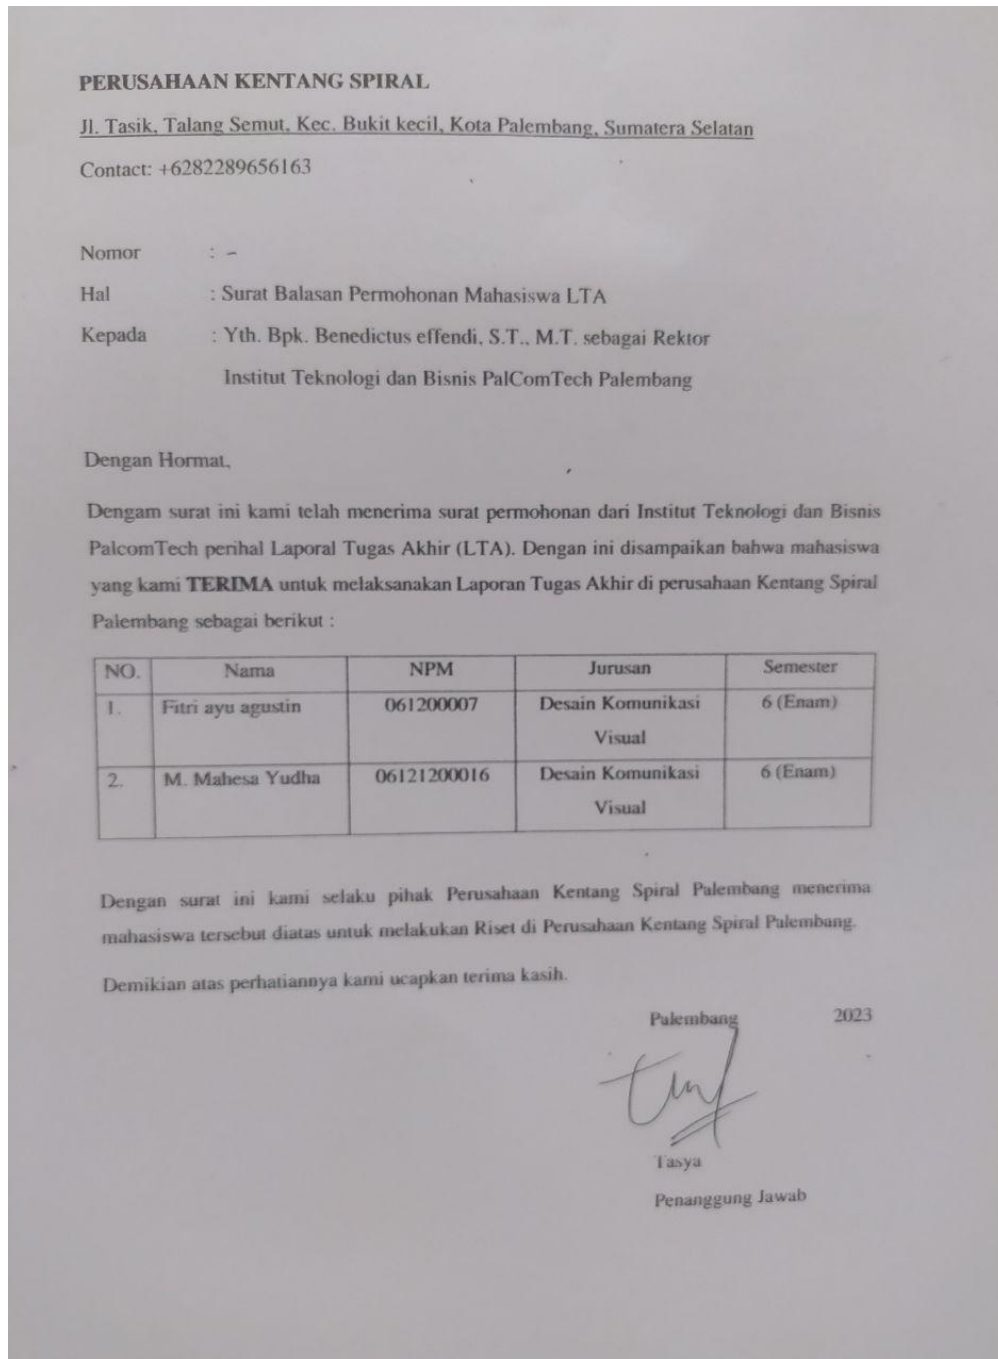 PERUSAHAAN KENTANG SPIRAL
Jl. Tasik, Talang Semut, Kec. Bukit kecil, Kota Palembang, Sumatera Selatan
Contact: +6282289656163
Nomor : -
Hal : Surat Balasan Permohonan Mahasiswa LTA
Kepada : Yth. Bpk. Benedictus effendi, S.T., M.T. sebagai Rektor
Institut Teknologi dan Bisnis PalComTech Palembang
Dengan Hormat,
Dengam surat ini kami telah menerima surat permohonan dari Institut Teknologi dan Bisnis
PalcomTech perihal Laporal Tugas Akhir (LTA). Dengan ini disampaikan bahwa mahasiswa
yang kami TERIMA untuk melaksanakan Laporan Tugas Akhir di perusahaan Kentang Spiral
Palembang sebagai berikut :
NO. Nama NPM Jurusan Semester
1. Fitri ayu agustin 061200007 Desain Komunikasi 6 (Enam)
Visual
2. M. Mahesa Yudha 06121200016 Desain Komunikasi 6 (Enam)
Visual
Dengan surat ini kami selaku pihak Perusahaan Kentang Spiral Palembang menerima
mahasiswa tersebut diatas untuk melakukan Riset di Perusahaan Kentang Spiral Palembang.
Demikian atas perhatiannya kami ucapkan terima kasih.
Palembang 2023
Tasya
Penanggung Jawab